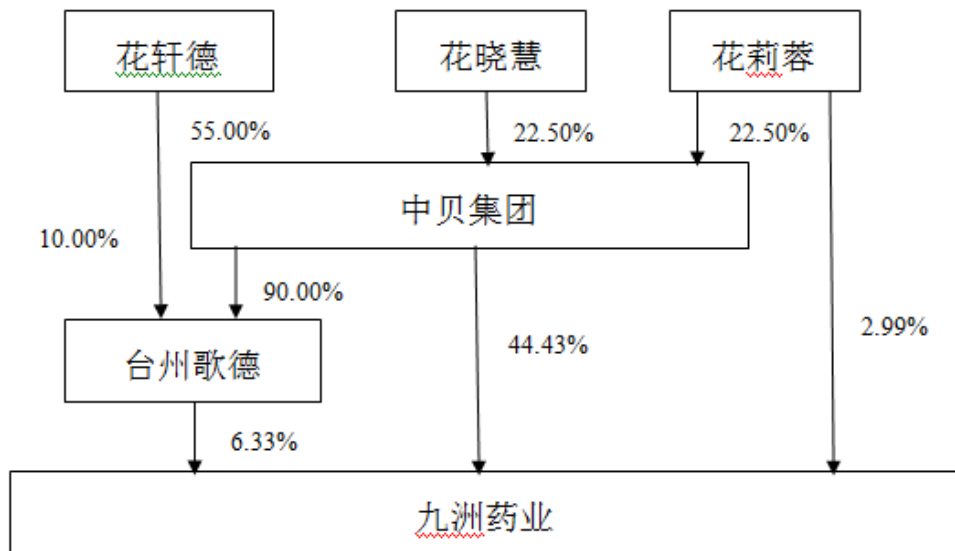 花轩德
花晓慧
花莉蓉
55.00%
22.50%
22.50%
中贝集团
10.00%
90.00%
44.43%
2.99%
台州歌德
6.33%
九洲药业